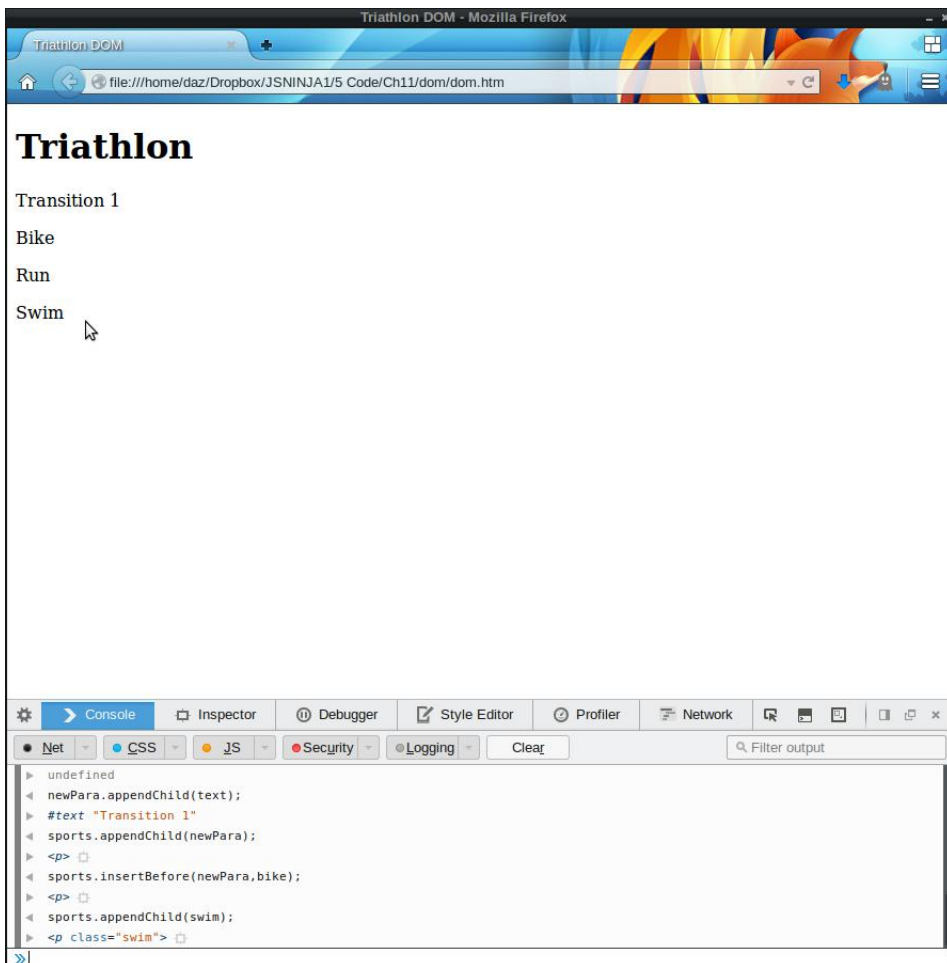 Triathlon DOM - Mozilla Firefox
Triathlon DOM
file:///home/daz/Dropbox/JSNINJA1/5 Code/Ch11/dom/dom.htm
Triathlon
Transition 1
Bike
Run
Swim
Console Inspector Debugger Style Editor Profiler Network
Net CSS JS Security Logging Clear Filter output
undefined
newPara.appendChild(text);
#text "Transition 1"
sports.appendChild(newPara);
<p>
sports.insertBefore(newPara,bike);
<p>
sports.appendChild(swim);
<p class="swim">